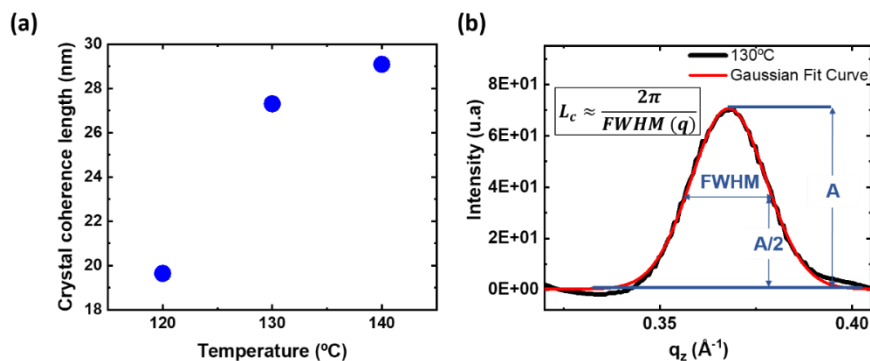 (a)
Crystal coherence length (nm)
30
28
26
24
22
20
18
120
130
140
Temperature (ºC)
(b)
Intensity (u.a)
8E+01
6E+01
4E+01
2E+01
0E+00
0.35
0.40
q_z (Å⁻¹)
130ºC
Gaussian Fit Curve
L_c ≈ 2π / FWHM (q)
FWHM
A
A/2